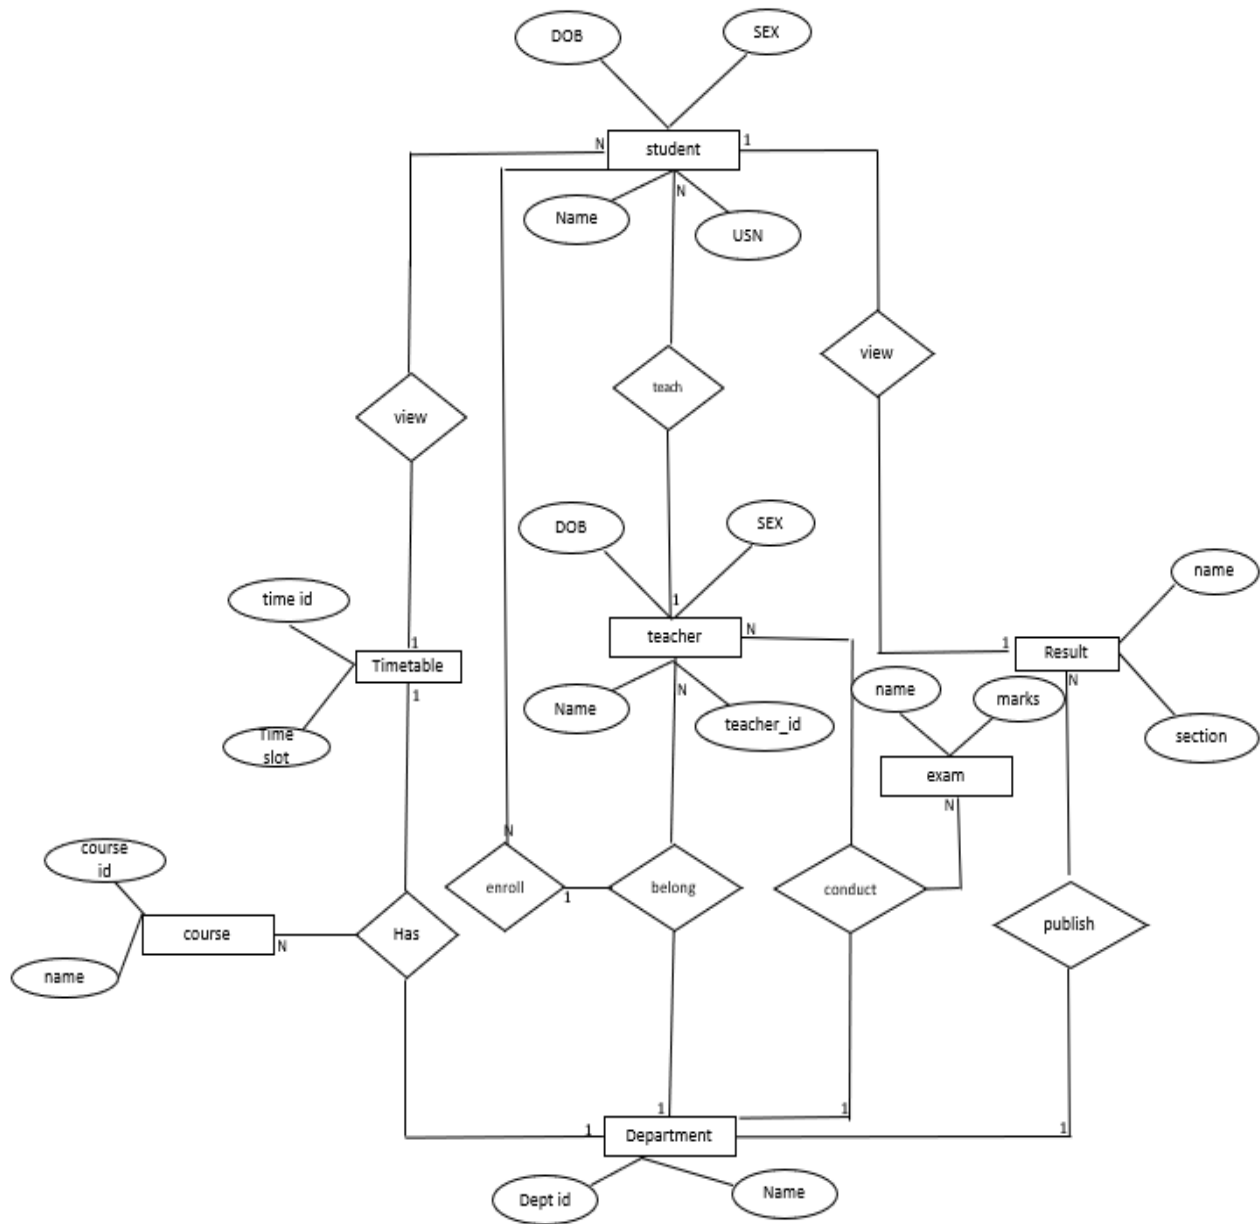 DOB
SEX
N
student
1
Name
N
USN
view
teach
view
DOB
SEX
name
time id
1
1
teacher
N
1
Result
Timetable
1
N
N
name
marks
Name
teacher_id
section
Time
slot
exam
N
course
id
N
enroll
1
belong
conduct
course
N
Has
publish
name
1
1
1
1
Department
Dept id
Name